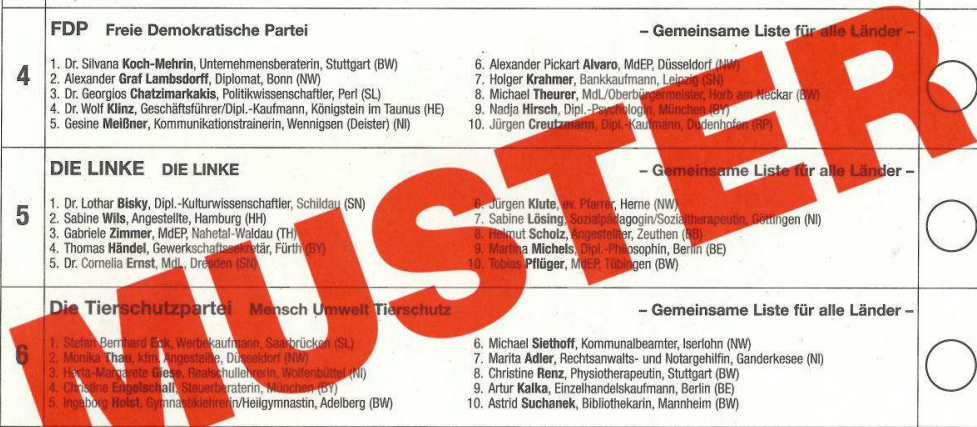 FDP Freie Demokratische Partei – Gemeinsame Liste für alle Länder –
4
1. Dr. Silvana Koch-Mehrin, Unternehmensberaterin, Stuttgart (BW)
2. Alexander Graf Lambsdorff, Diplomat, Bonn (NW)
3. Dr. Georgios Chatzimarkakis, Politikwissenschaftler, Perl (SL)
4. Dr. Wolf Klinz, Geschäftsführer/Dipl.-Kaufmann, Königstein im Taunus (HE)
5. Gesine Meißner, Kommunikationstrainerin, Wennigsen (Deister) (NI)
6. Alexander Pickart Alvaro, MdEP, Düsseldorf (NW)
7. Holger Krahmer, Bankkaufmann, Leipzig (SN)
8. Michael Theurer, MdL/Oberbürgermeister, Horb am Neckar (BW)
9. Nadja Hirsch, Dipl.-Psychologin, München (BY)
10. Jürgen Creutzmann, Dipl.-Kaufmann, Dudenhofen (RP)
DIE LINKE DIE LINKE – Gemeinsame Liste für alle Länder –
5
1. Dr. Lothar Bisky, Dipl.-Kulturwissenschaftler, Schildau (SN)
2. Sabine Wils, Angestellte, Hamburg (HH)
3. Gabriele Zimmer, MdEP, Nahetal-Waldau (TH)
4. Thomas Händel, Gewerkschaftssekretär, Fürth (BY)
5. Dr. Cornelia Ernst, MdL, Dresden (SN)
6. Jürgen Klute, ev. Pfarrer, Herne (NW)
7. Sabine Lösing, Sozialpädagogin/Sozialtherapeutin, Göttingen (NI)
8. Helmut Scholz, Angestellter, Zeuthen (BB)
9. Martina Michels, Dipl.-Philosophin, Berlin (BE)
10. Tobias Pflüger, MdEP, Tübingen (BW)
Die Tierschutzpartei Mensch Umwelt Tierschutz – Gemeinsame Liste für alle Länder –
6
1. Stefan Bernhard Eck, Werbekaufmann, Saarbrücken (SL)
2. Monika Thau, kfm. Angestellte, Düsseldorf (NW)
3. Herta-Margarete Giese, Realschullehrerin, Wolfenbüttel (NI)
4. Christine Engelschall, Steuerberaterin, München (BY)
5. Ingeborg Holst, Gymnastiklehrerin/Heilgymnastin, Adelberg (BW)
6. Michael Siethoff, Kommunalbeamter, Iserlohn (NW)
7. Marita Adler, Rechtsanwalts- und Notargehilfin, Ganderkesee (NI)
8. Christine Renz, Physiotherapeutin, Stuttgart (BW)
9. Artur Kalka, Einzelhandelskaufmann, Berlin (BE)
10. Astrid Suchanek, Bibliothekarin, Mannheim (BW)
MUSTER